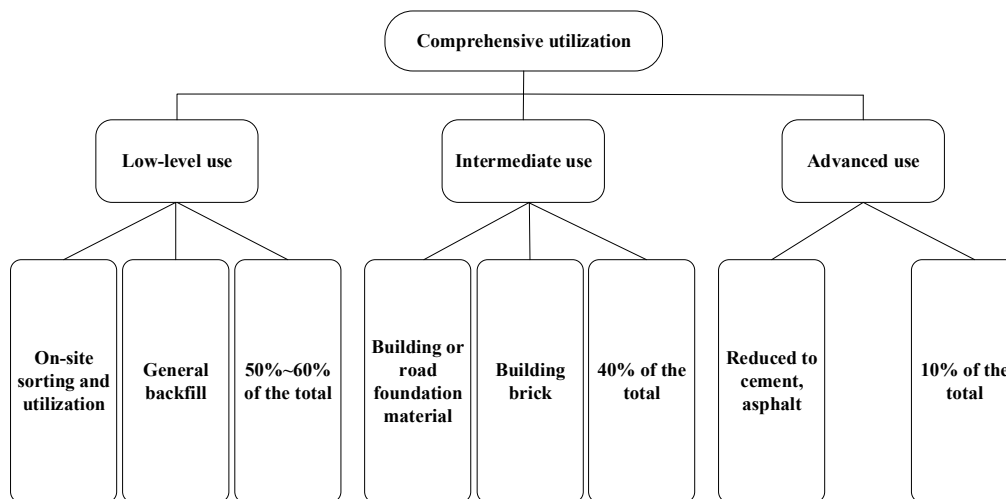 Comprehensive utilization
Low-level use
Intermediate use
Advanced use
On-site
sorting and
utilization
General
backfill
50%~60%
of the total
Building or
road
foundation
material
Building
brick
40% of the
total
Reduced to
cement,
asphalt
10% of the
total